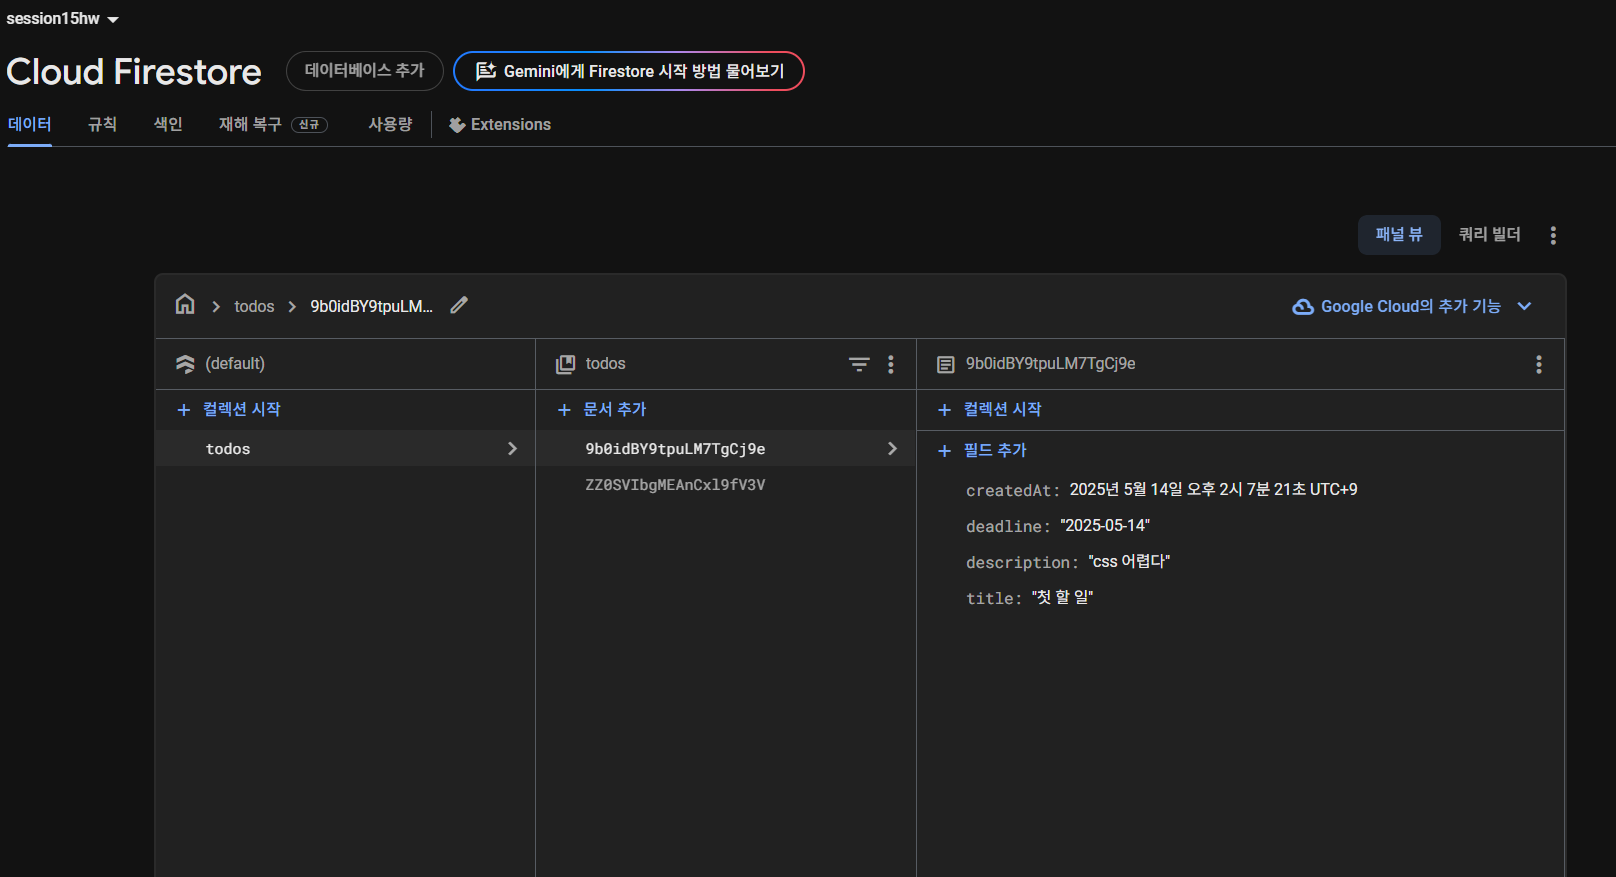 session15hw
Cloud Firestore
데이터베이스 추가
Gemini에게 Firestore 시작 방법 물어보기
데이터
규칙
색인
재해 복구 신규
사용량
Extensions
패널 뷰
쿼리 빌더
todos
9b0idBY9tpuLM...
Google Cloud의 추가 기능
(default)
todos
9b0idBY9tpuLM7TgCj9e
컬렉션 시작
문서 추가
컬렉션 시작
todos
9b0idBY9tpuLM7TgCj9e
필드 추가
ZZ0SVIbgMEAnCxl9fV3V
createdAt: 2025년 5월 14일 오후 2시 7분 21초 UTC+9
deadline: "2025-05-14"
description: "css 어렵다"
title: "첫 할 일"